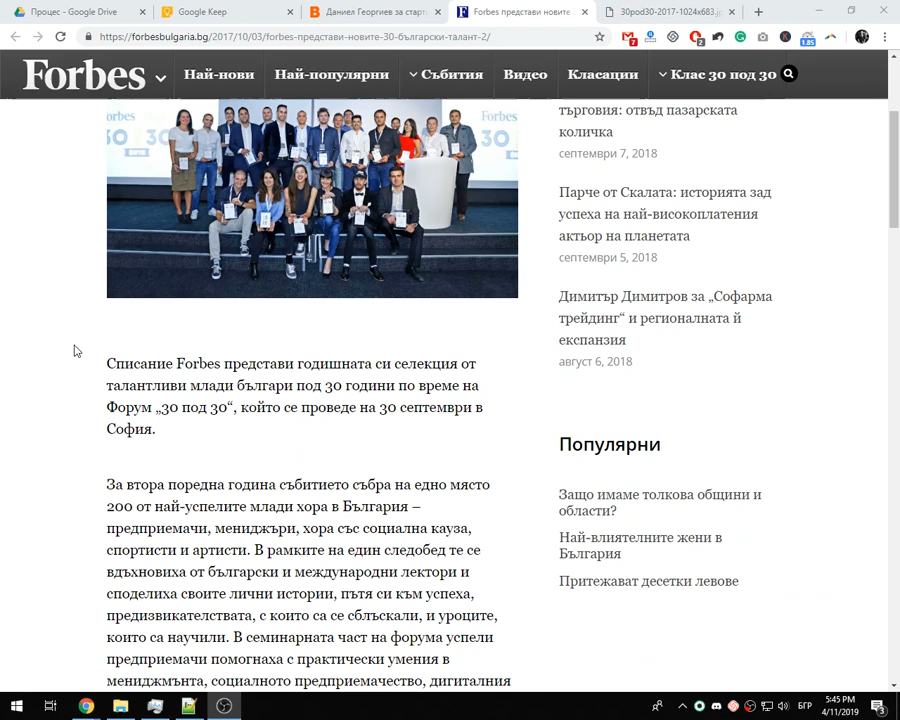 Процес - Google Drive
Google Keep
Даниел Георгиев за старт
Forbes представи новите
30pod30-2017-1024x683.j
https://forbesbulgaria.bg/2017/10/03/forbes-представи-новите-30-български-талант-2/
7
2
1.85
Forbes
Най-нови
Най-популярни
Събития
Видео
Класации
Клас 30 под 30
търговия: отвъд пазарската
количка
септември 7, 2018
Парче от Скалата: историята зад
успеха на най-високоплатения
актьор на планетата
септември 5, 2018
Димитър Димитров за „Софарма
трейдинг“ и регионалната й
експанзия
август 6, 2018
Списание Forbes представи годишната си селекция от
талантливи млади българи под 30 години по време на
Форум „30 под 30“, който се проведе на 30 септември в
София.
За втора поредна година събитието събра на едно място
200 от най-успелите млади хора в България –
предприемачи, мениджъри, хора със социална кауза,
спортисти и артисти. В рамките на един следобед те се
вдъхновиха от български и международни лектори и
споделиха своите лични истории, пътя си към успеха,
предизвикателствата, с които са се сблъскали, и уроците,
които са научили. В семинарната част на форума успели
предприемачи помогнаха с практически умения в
мениджмънта, социалното предприемачество, дигиталния
Популярни
Защо имаме толкова общини и
области?
Най-влиятелните жени в
България
Притежават десетки левове
БГР
5:45 PM
4/11/2019
3